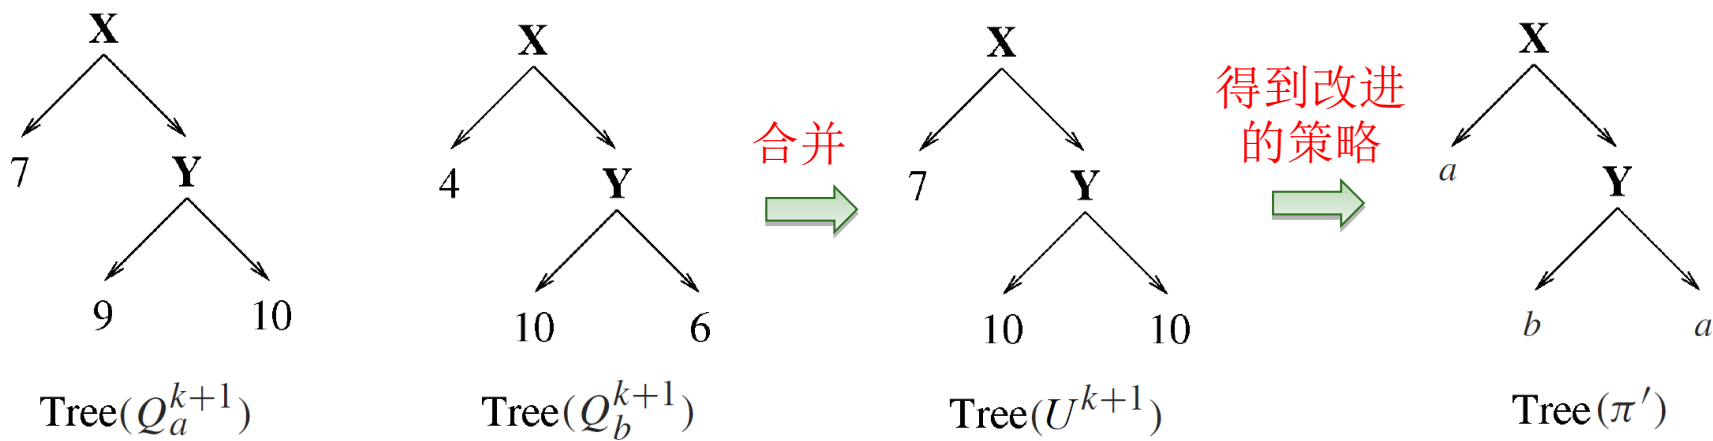 X
7
Y
9
10
Tree(Q_a^{k+1})
X
4
Y
10
6
Tree(Q_b^{k+1})
合并
X
7
Y
10
10
Tree(U^{k+1})
得到改进
的策略
X
a
Y
b
a
Tree(π′)